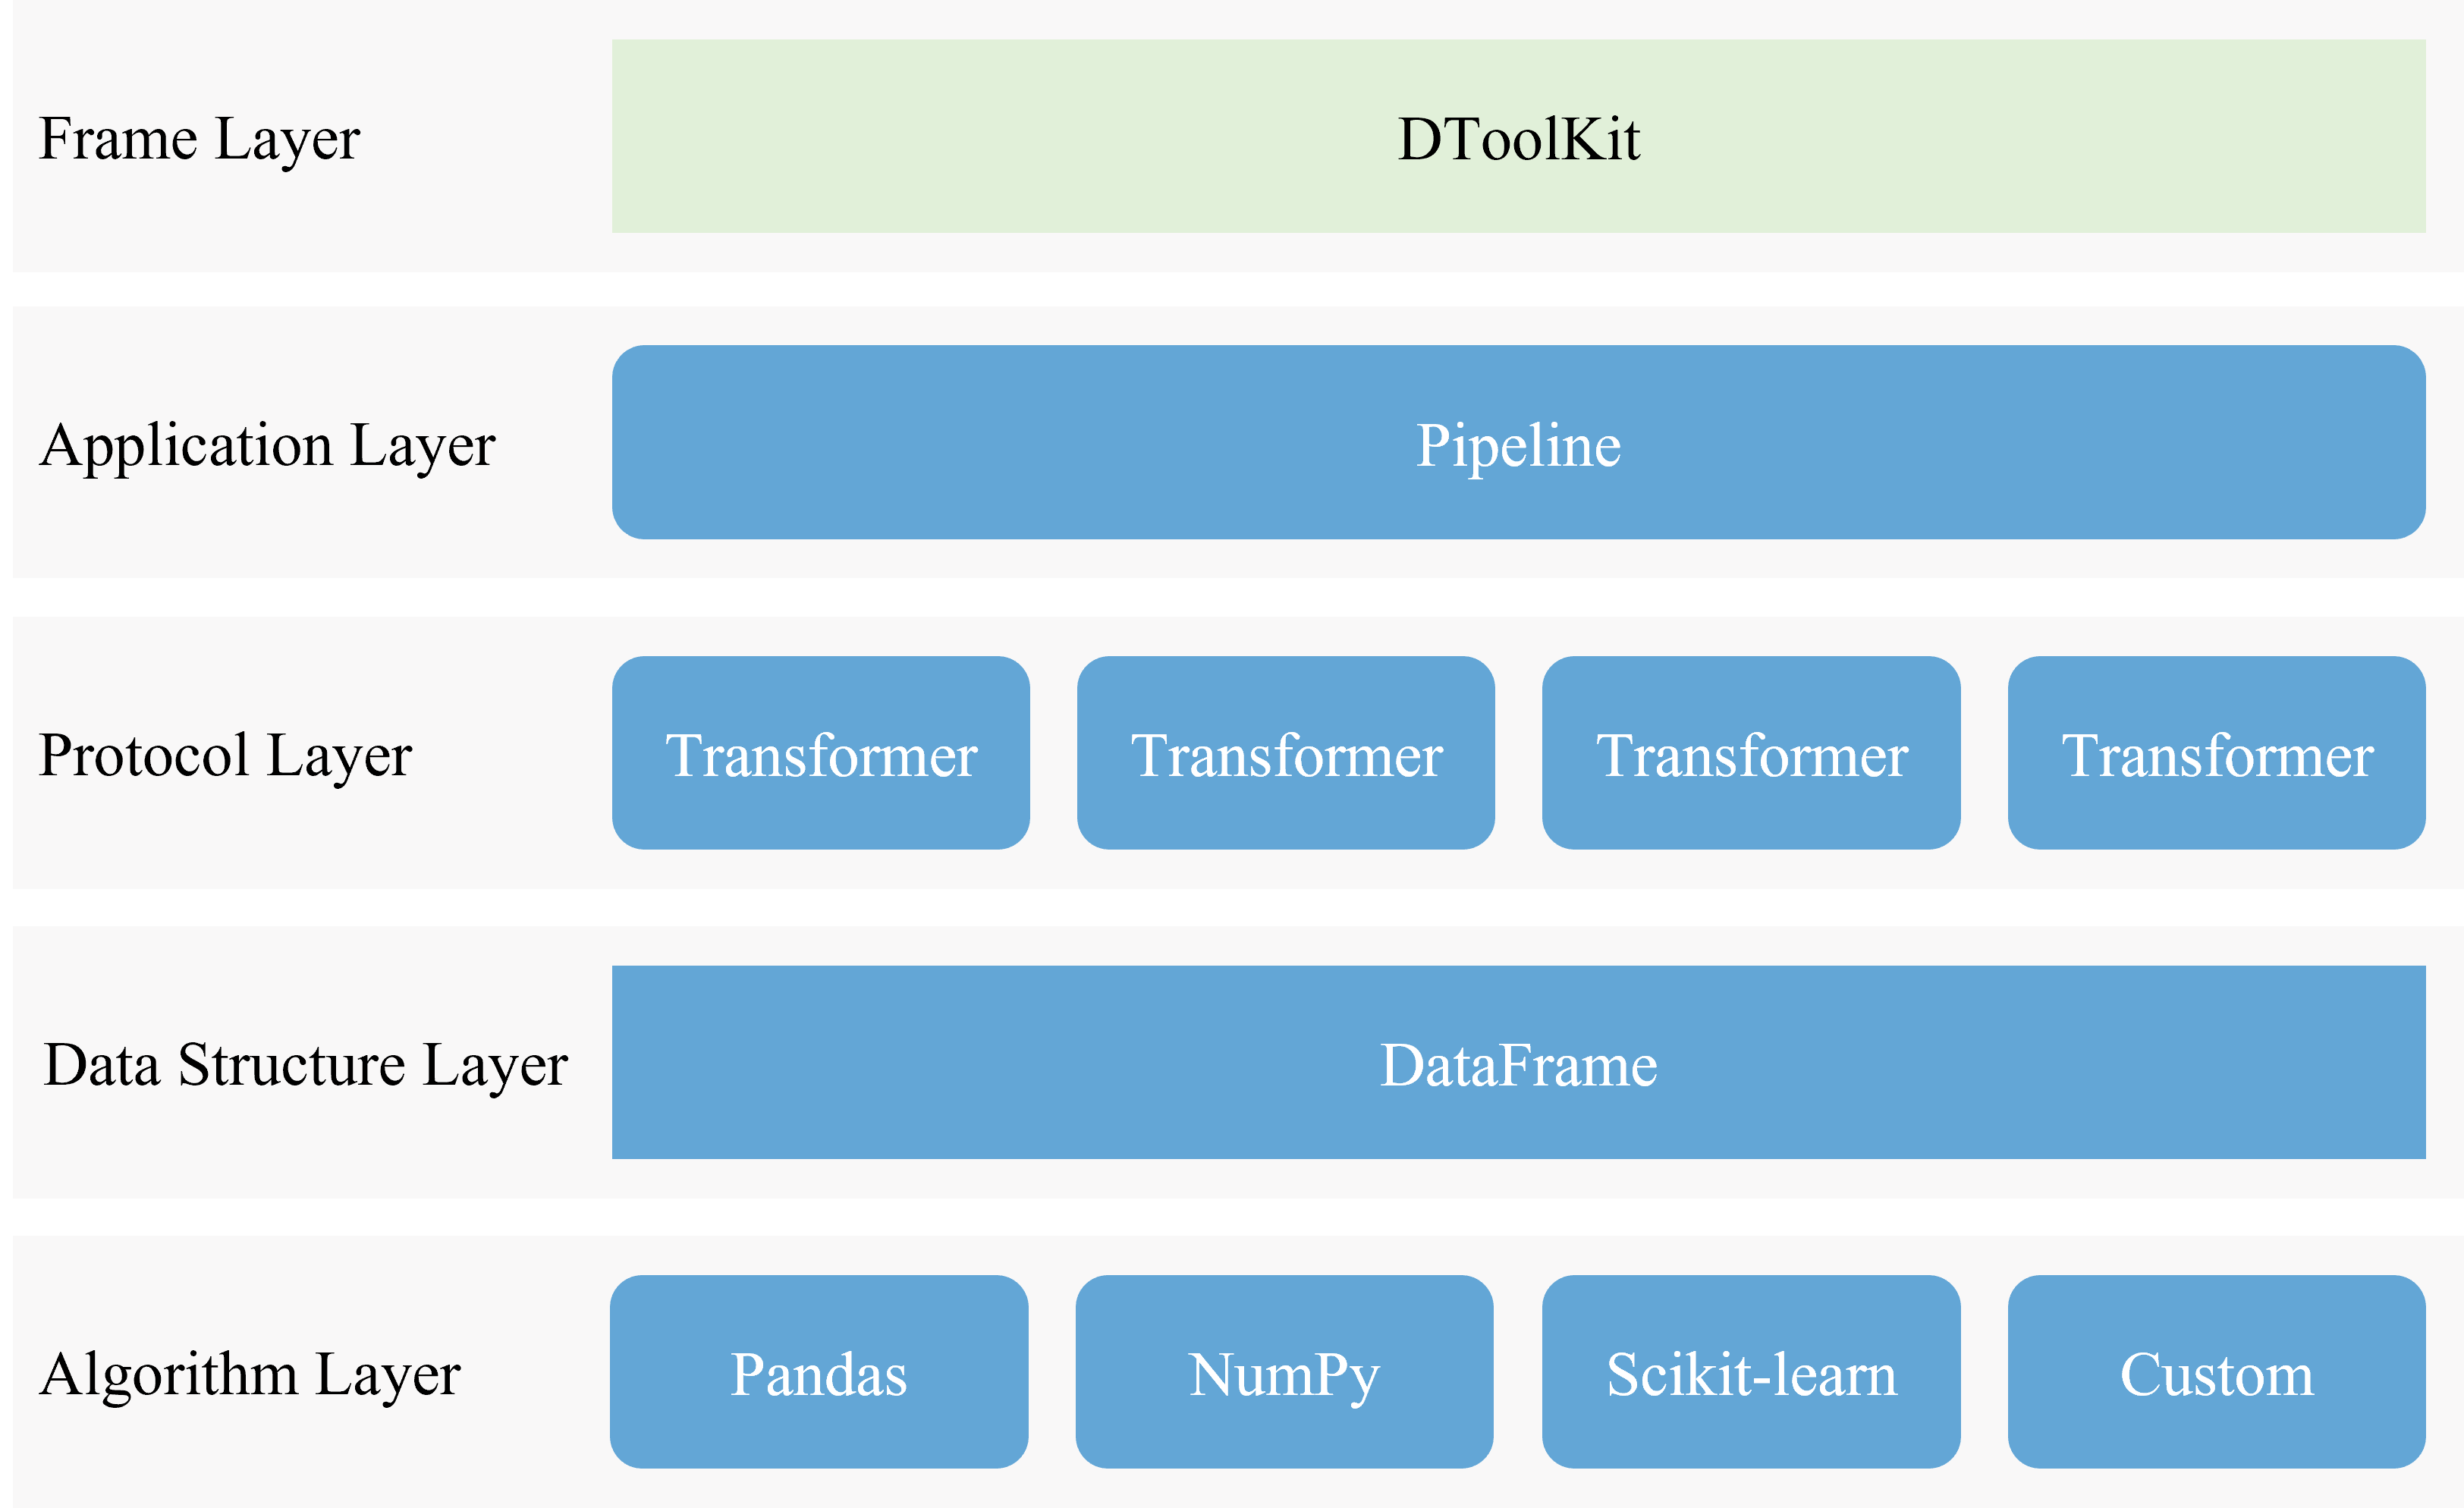 Frame Layer
DToolKit
Application Layer
Pipeline
Protocol Layer
Transformer
Transformer
Transformer
Transformer
Data Structure Layer
DataFrame
Algorithm Layer
Pandas
NumPy
Scikit-learn
Custom